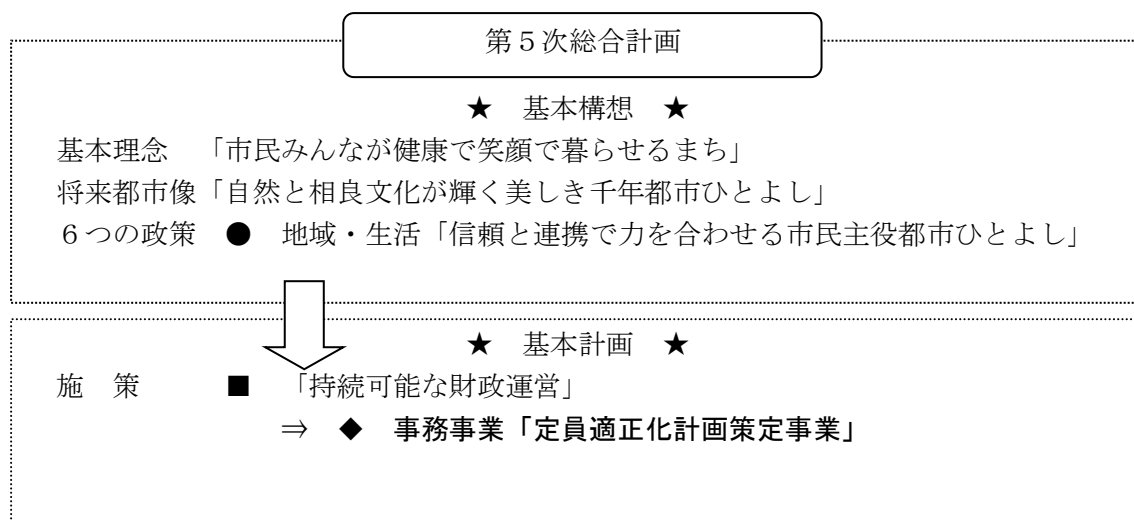 第5次総合計画
★ 基本構想 ★
基本理念 「市民みんなが健康で笑顔で暮らせるまち」
将来都市像「自然と相良文化が輝く美しき千年都市ひとよし」
6つの政策 ● 地域・生活「信頼と連携で力を合わせる市民主役都市ひとよし」
★ 基本計画 ★
施 策 ■ 「持続可能な財政運営」
⇒ ◆ 事務事業「定員適正化計画策定事業」